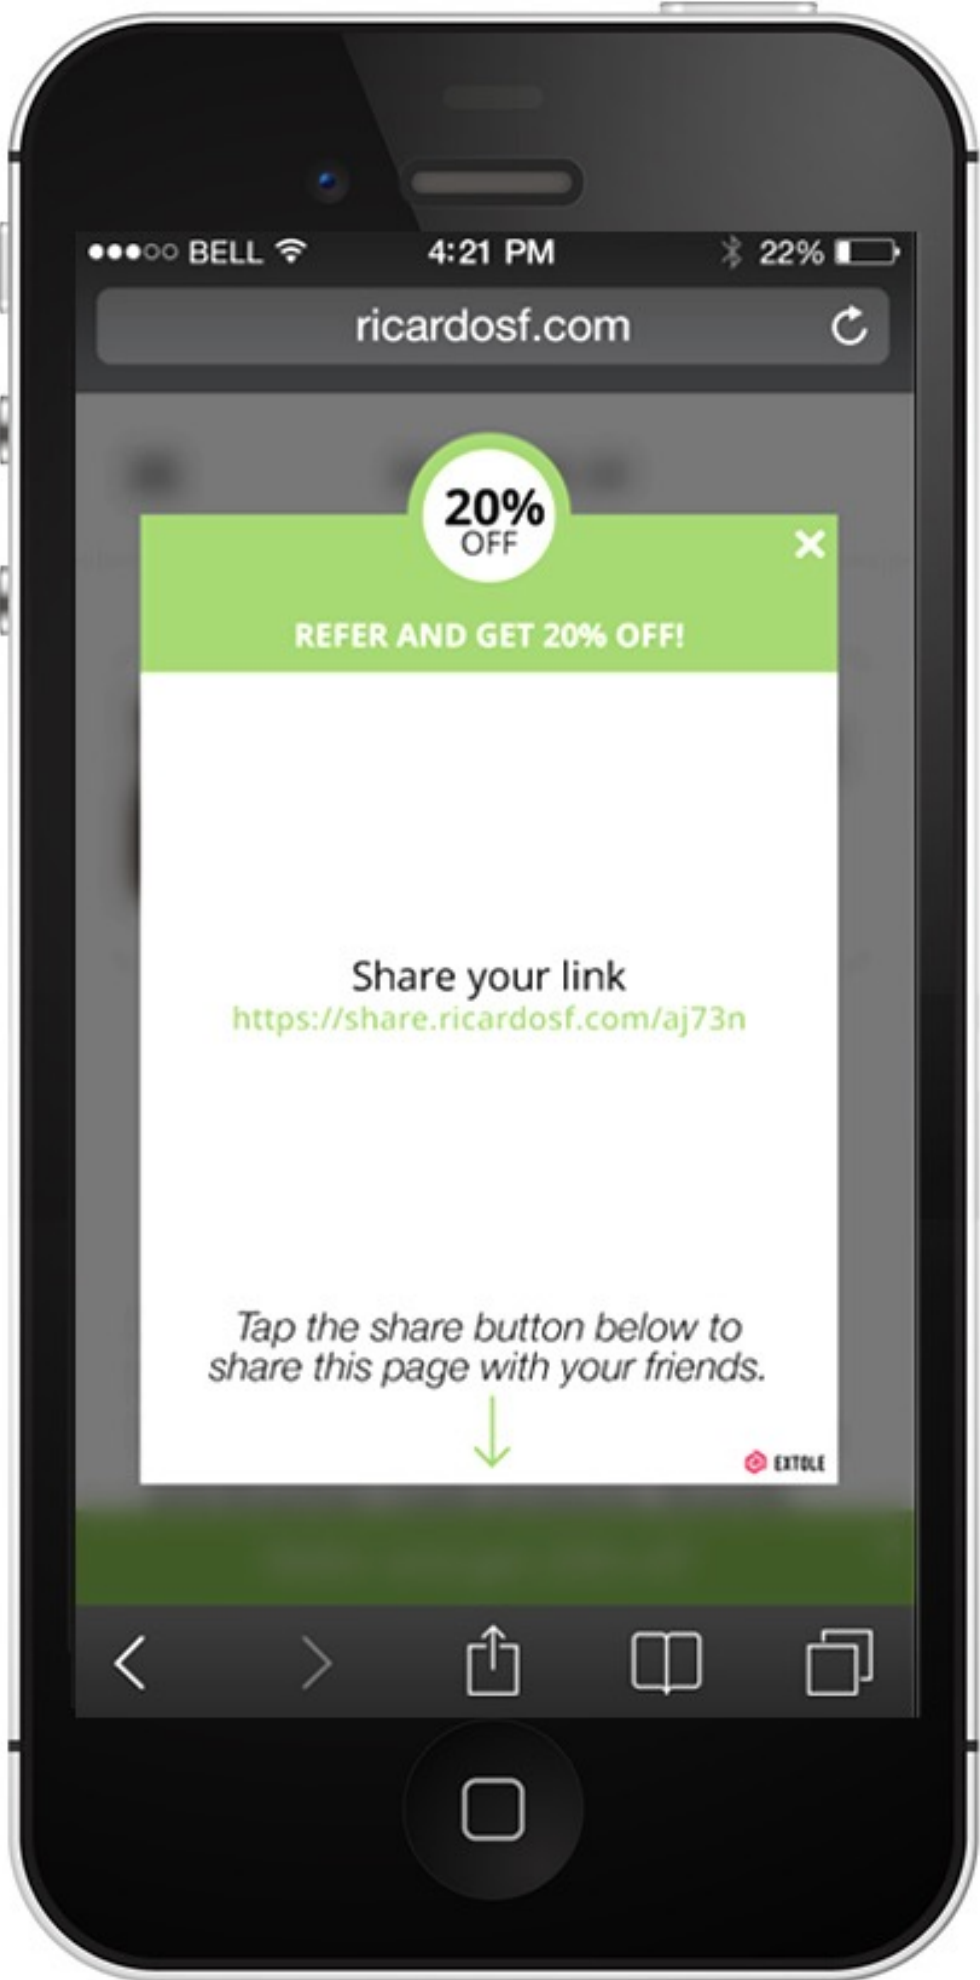 BELL 4:21 PM 22%
ricardosf.com
20%
OFF
REFER AND GET 20% OFF!
Share your link
https://share.ricardosf.com/aj73n
Tap the share button below to
share this page with your friends.
EXTOLE